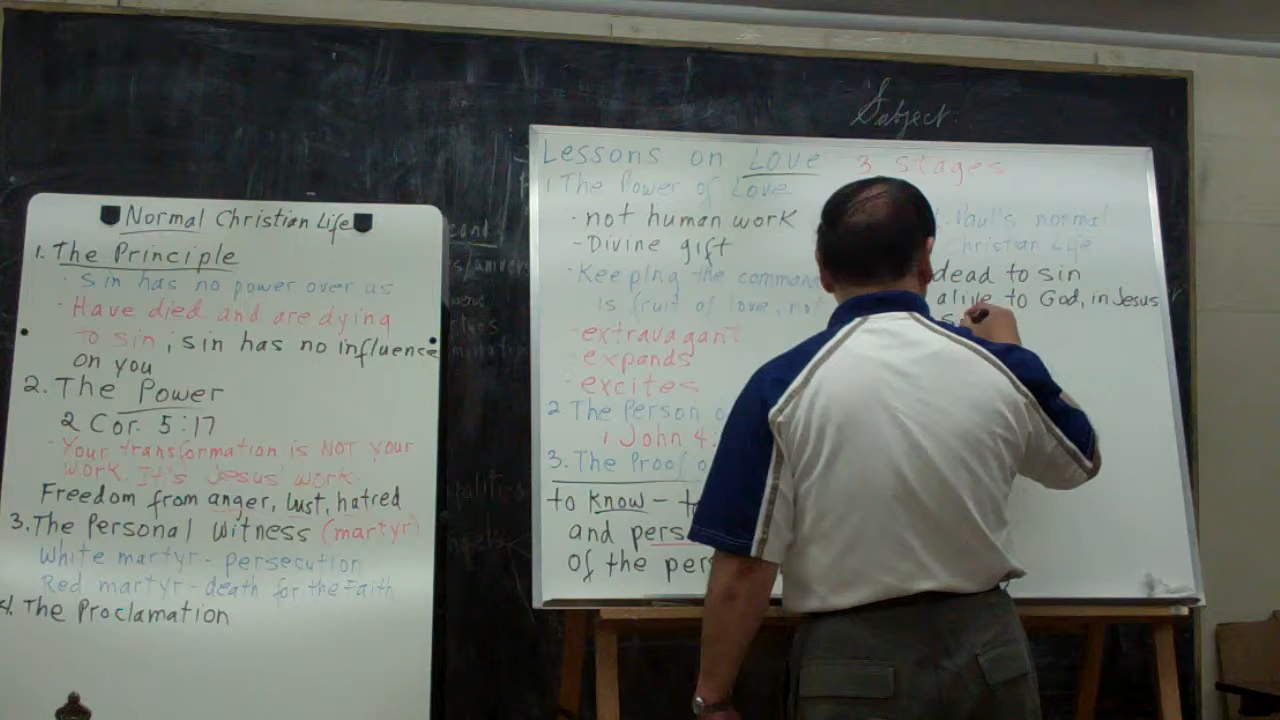 Subject
Normal Christian Life
1. The Principle
- Sin has no power over us
- Have died and are dying
to sin; sin has no influence
on you
2. The Power
2 Cor. 5:17
- Your transformation is NOT your
work. It's Jesus' work.
Freedom from anger, lust, hatred
3. The Personal Witness (martyr)
White martyr - persecution
Red martyr - death for the Faith
4. The Proclamation
Lessons on Love 3 stages
1 The Power of Love
• not human work
- Divine gift
• Keeping the comman
is fruit of love, not
- extravagant
- expands
- excites
2 The Person
1 John 4:
3. The Proof o
to know -
and pers
of the per
Paul's normal
Christian Life
dead to sin
alive to God, in Jesus